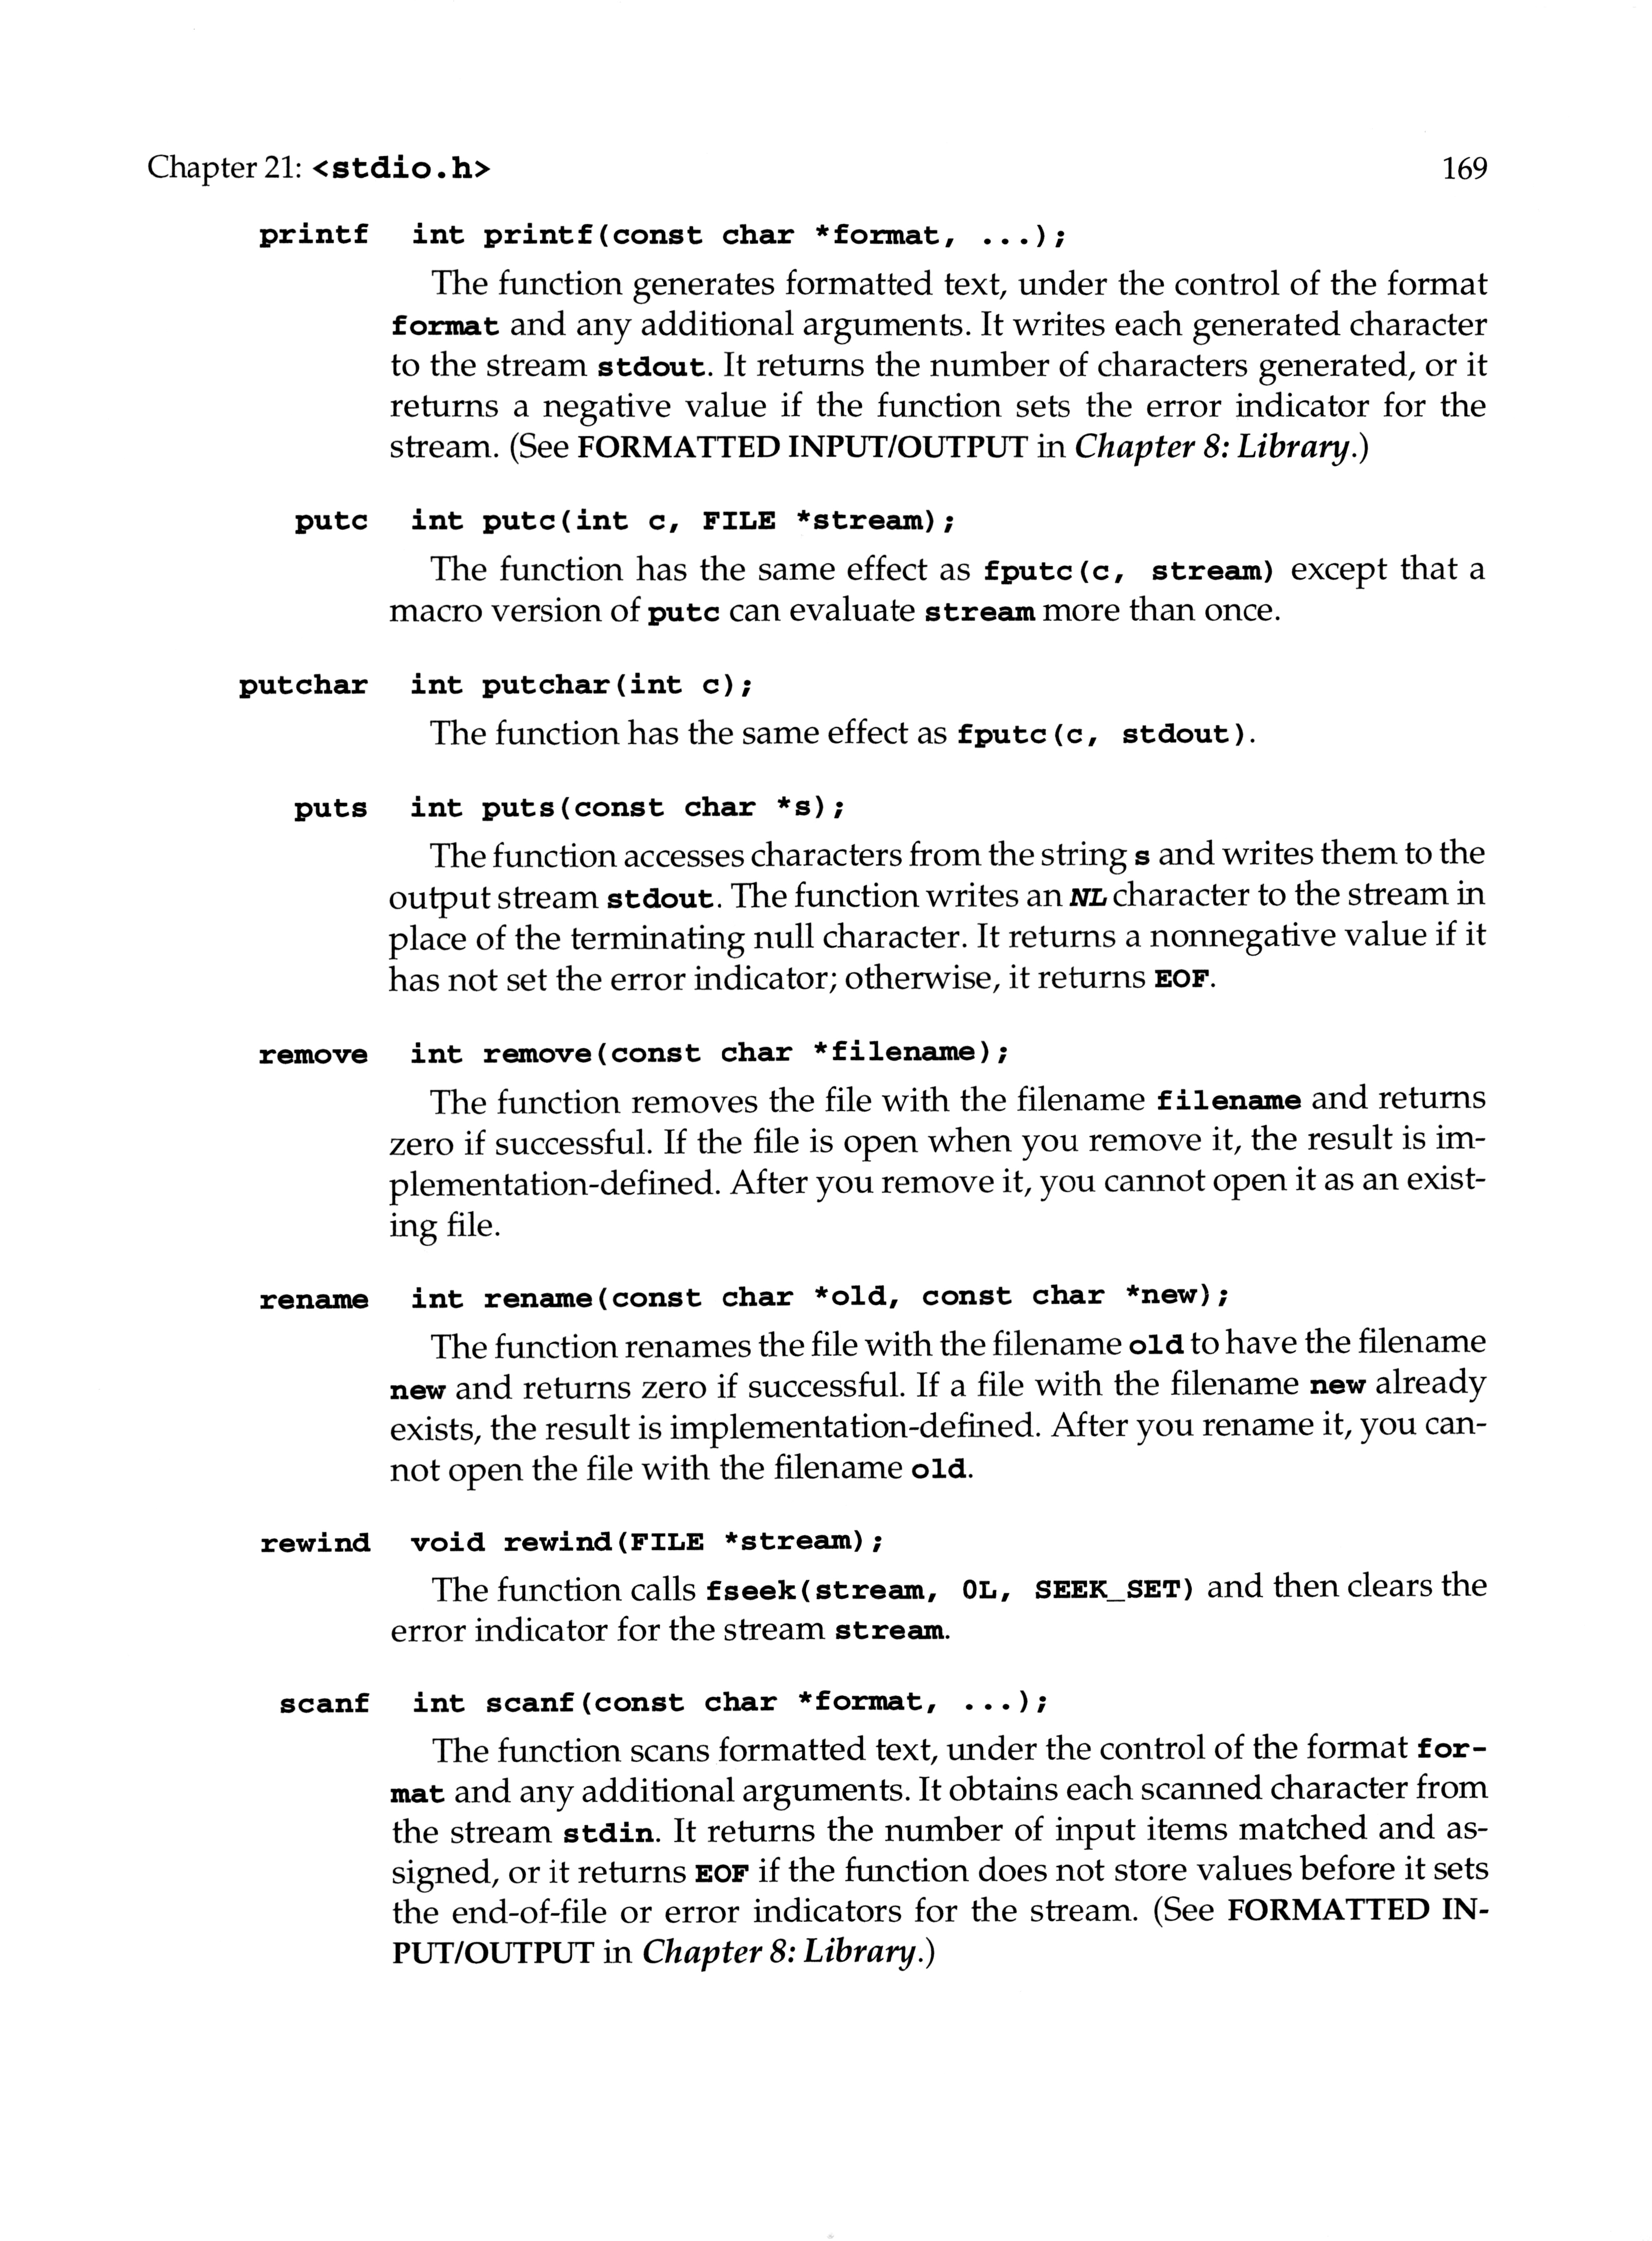 Chapter 21: <stdio.h> 169
printf int printf(const char *format, ...);
The function generates formatted text, under the control of the format
format and any additional arguments. It writes each generated character
to the stream stdout. It returns the number of characters generated, or it
returns a negative value if the function sets the error indicator for the
stream. (See FORMATTED INPUT/OUTPUT in Chapter 8: Library.)
putc int putc(int c, FILE *stream);
The function has the same effect as fputc(c, stream) except that a
macro version of putc can evaluate stream more than once.
putchar int putchar(int c);
The function has the same effect as fputc(c, stdout).
puts int puts(const char *s);
The function accesses characters from the string s and writes them to the
output stream stdout. The function writes an NL character to the stream in
place of the terminating null character. It returns a nonnegative value if it
has not set the error indicator; otherwise, it returns EOF.
remove int remove(const char *filename);
The function removes the file with the filename filename and returns
zero if successful. If the file is open when you remove it, the result is im-
plementation-defined. After you remove it, you cannot open it as an exist-
ing file.
rename int rename(const char *old, const char *new);
The function renames the file with the filename old to have the filename
new and returns zero if successful. If a file with the filename new already
exists, the result is implementation-defined. After you rename it, you can-
not open the file with the filename old.
rewind void rewind(FILE *stream);
The function calls fseek(stream, 0L, SEEK_SET) and then clears the
error indicator for the stream stream.
scanf int scanf(const char *format, ...);
The function scans formatted text, under the control of the format for-
mat and any additional arguments. It obtains each scanned character from
the stream stdin. It returns the number of input items matched and as-
signed, or it returns EOF if the function does not store values before it sets
the end-of-file or error indicators for the stream. (See FORMATTED IN-
PUT/OUTPUT in Chapter 8: Library.)